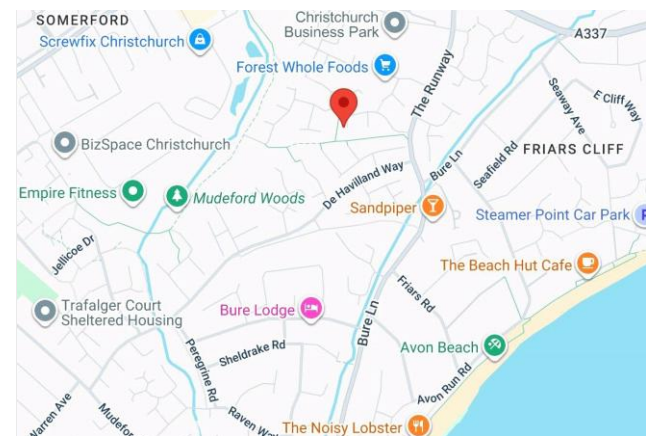 SOMERFORD
Screwfix Christchurch
Christchurch
Business Park
A337
Forest Whole Foods
The Runway
Seaway Ave
E Cliff Way
BizSpace Christchurch
Bure Ln
Seafield Rd
FRIARS CLIFF
De Havilland Way
Empire Fitness
Mudeford Woods
Sandpiper
Steamer Point Car Park
P
Jellicoe Dr
The Beach Hut Cafe
Trafalger Court
Sheltered Housing
Bure Lodge
Friars Rd
Peregrine Rd
Sheldrake Rd
Bure Ln
Avon Beach
Avon Run Rd
Warren Ave
Mudefor
Raven Wa
The Noisy Lobster